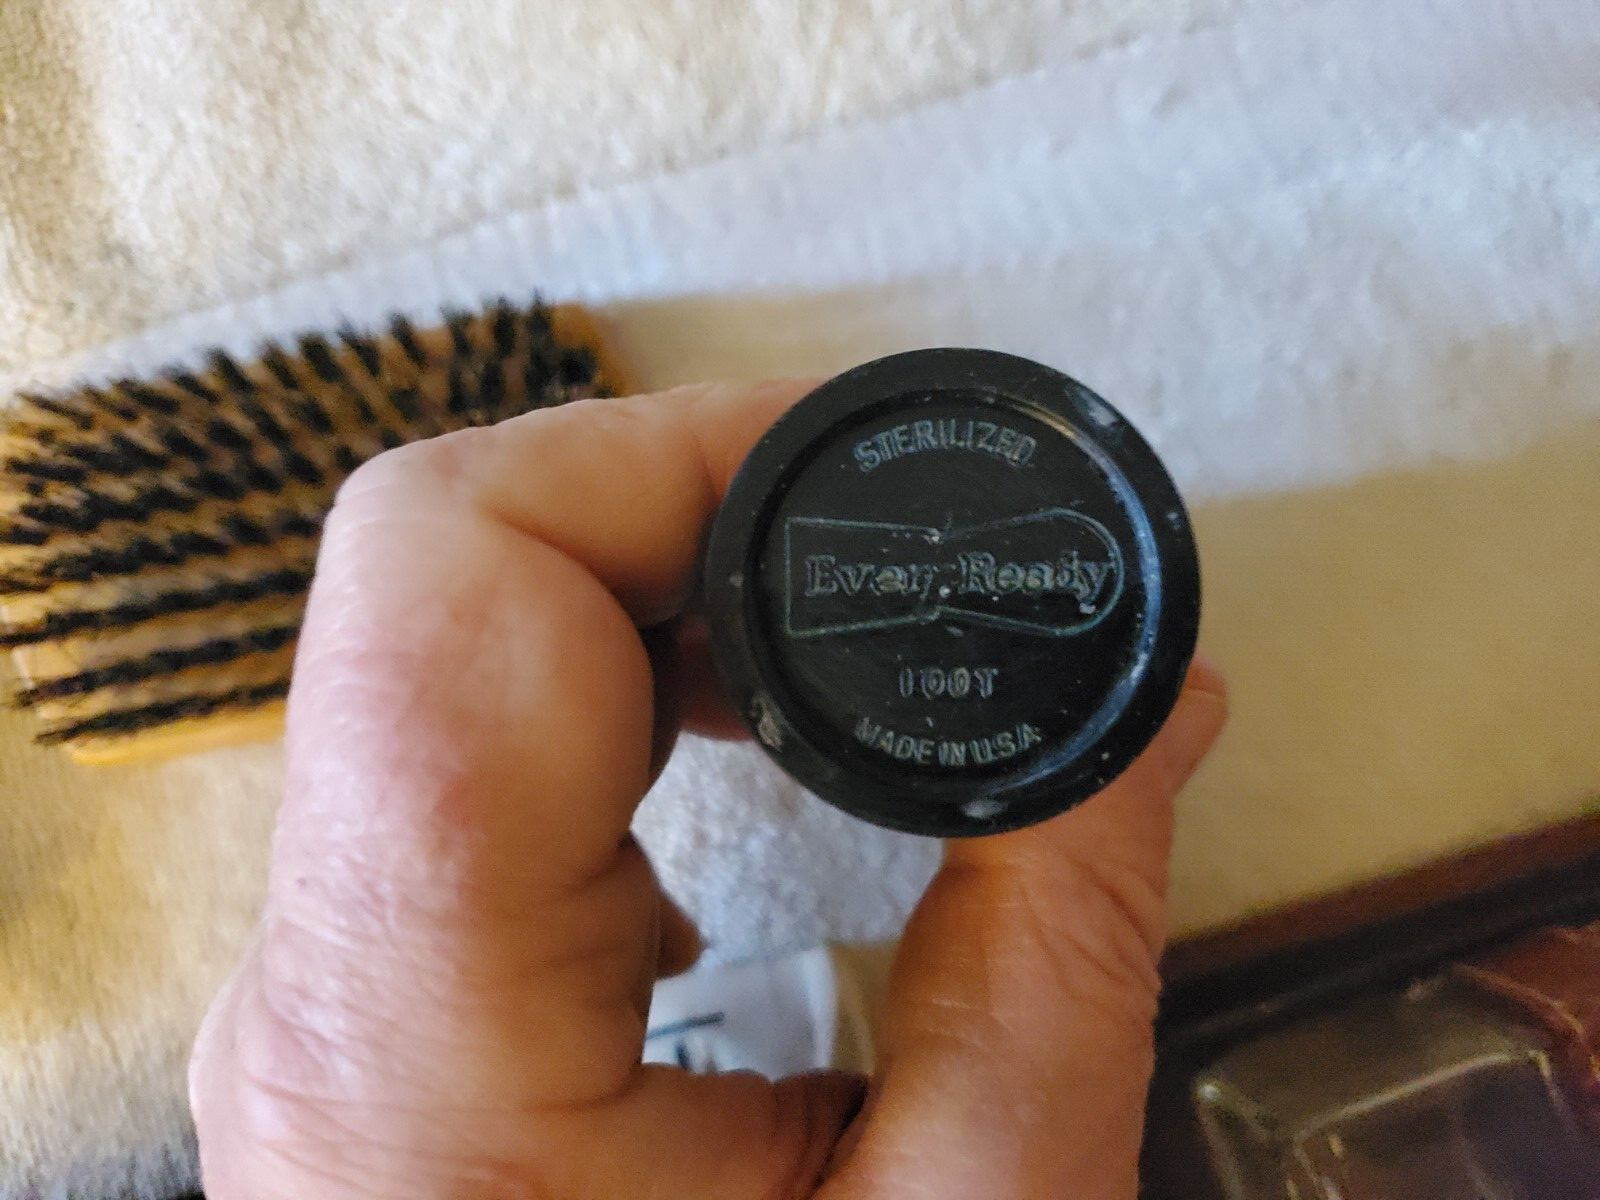 STERILIZED
Ever-Ready
100T
MADE IN U.S.A